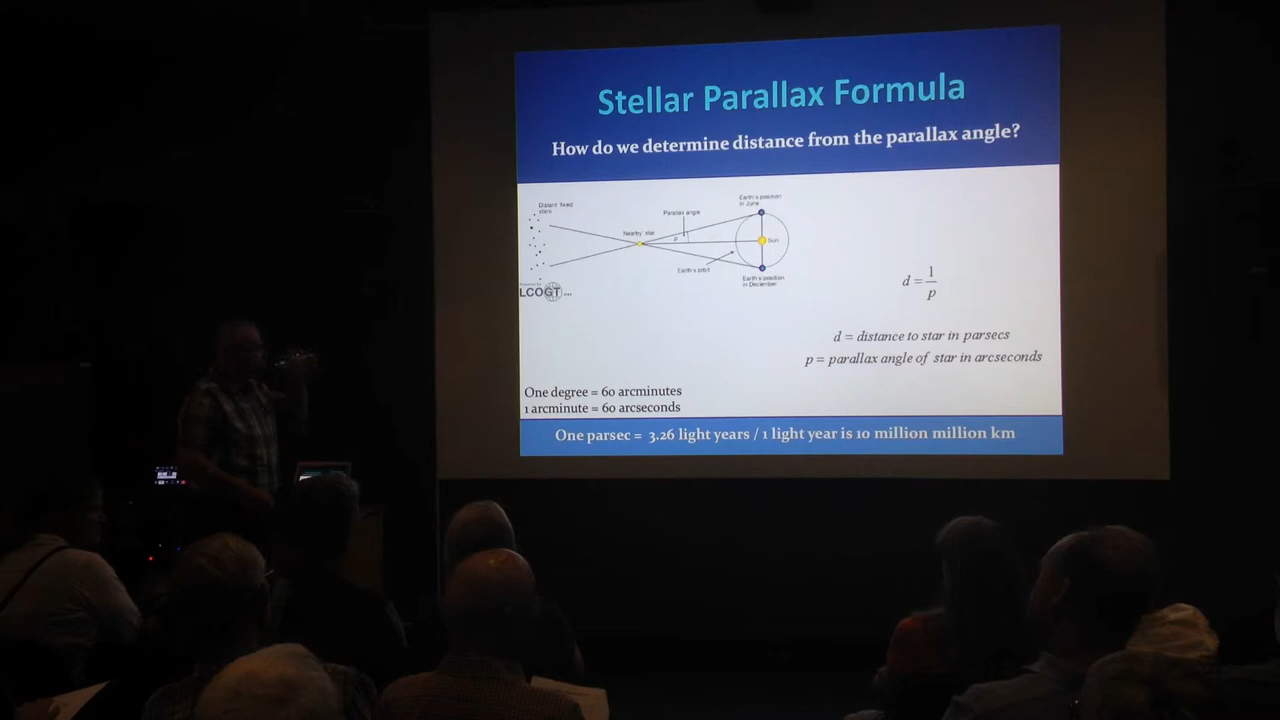 Stellar Parallax Formula
How do we determine distance from the parallax angle?
Distant 'fixed'
stars
Nearby' star
Parallax angle
p
Earth's position
in June
Sun
Earth's orbit
Earth's position
in December
LCOGT
d = 1/p
d = distance to star in parsecs
p = parallax angle of star in arcseconds
One degree = 60 arcminutes
1 arcminute = 60 arcseconds
One parsec = 3.26 light years / 1 light year is 10 million million km